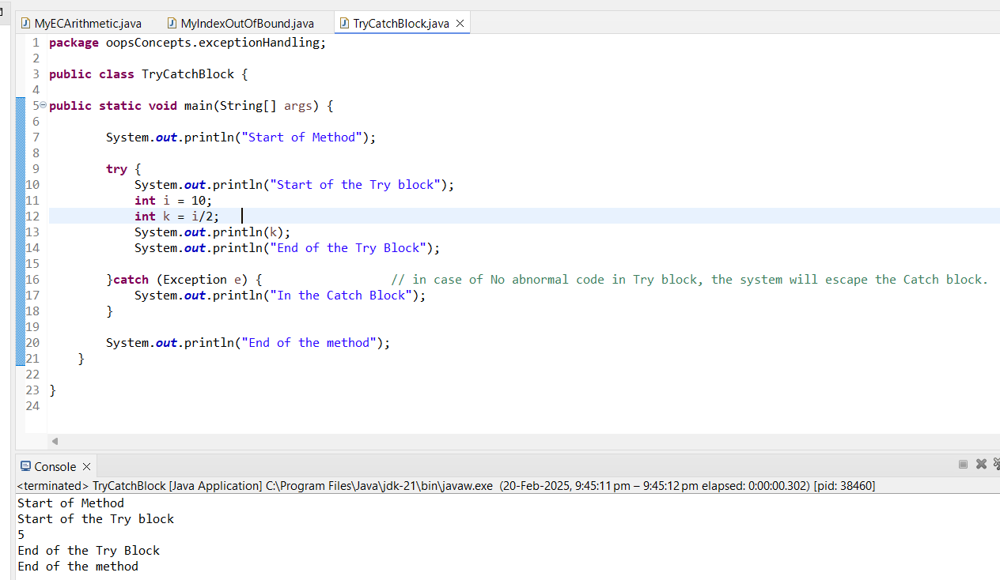 MyECArithmetic.java MyIndexOutOfBound.java TryCatchBlock.java
1 package oopsConcepts.exceptionHandling;
2
3 public class TryCatchBlock {
4
5 public static void main(String[] args) {
6
7 System.out.println("Start of Method");
8
9 try {
10 System.out.println("Start of the Try block");
11 int i = 10;
12 int k = i/2;
13 System.out.println(k);
14 System.out.println("End of the Try Block");
15
16 }catch (Exception e) { // in case of No abnormal code in Try block, the system will escape the Catch block.
17 System.out.println("In the Catch Block");
18 }
19
20 System.out.println("End of the method");
21 }
22
23 }
24
Console
<terminated> TryCatchBlock [Java Application] C:\Program Files\Java\jdk-21\bin\javaw.exe (20-Feb-2025, 9:45:11 pm – 9:45:12 pm elapsed: 0:00:00.302) [pid: 38460]
Start of Method
Start of the Try block
5
End of the Try Block
End of the method